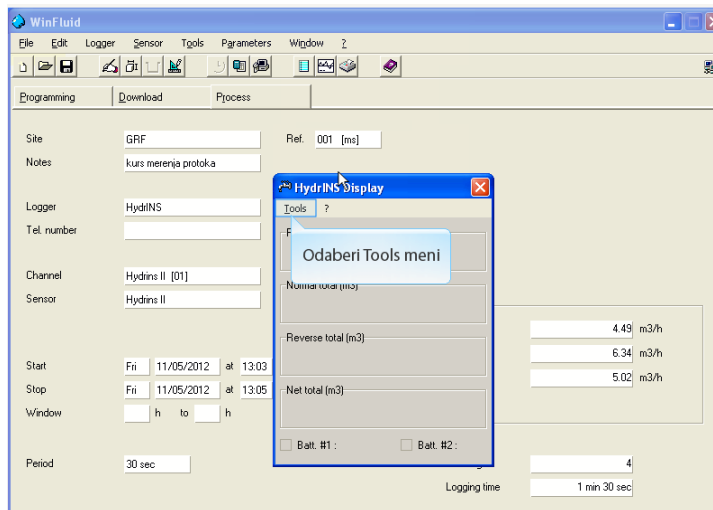 WinFluid
File Edit Logger Sensor Tools Parameters Window ?
Programming Download Process
Site GRF Ref. 001 [ms]
Notes kurs merenja protoka
HydrINS Display
Tools ?
Logger HydrINS
Tel. number
Odaberi Tools meni
Channel Hydrins II [01]
Normal total (m3)
Sensor Hydrins II
4.49 m3/h
Reverse total (m3)
6.34 m3/h
Start Fri 11/05/2012 at 13:03
5.02 m3/h
Stop Fri 11/05/2012 at 13:05
Net total (m3)
Window h to h
Batt. #1 : Batt. #2 :
Period 30 sec
4
Logging time 1 min 30 sec